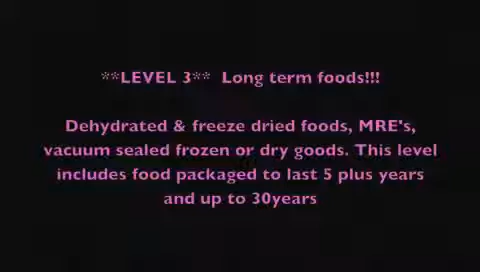 **LEVEL 3**  Long term foods!!!
Dehydrated & freeze dried foods, MRE's,
vacuum sealed frozen or dry goods. This level
includes food packaged to last 5 plus years
and up to 30years